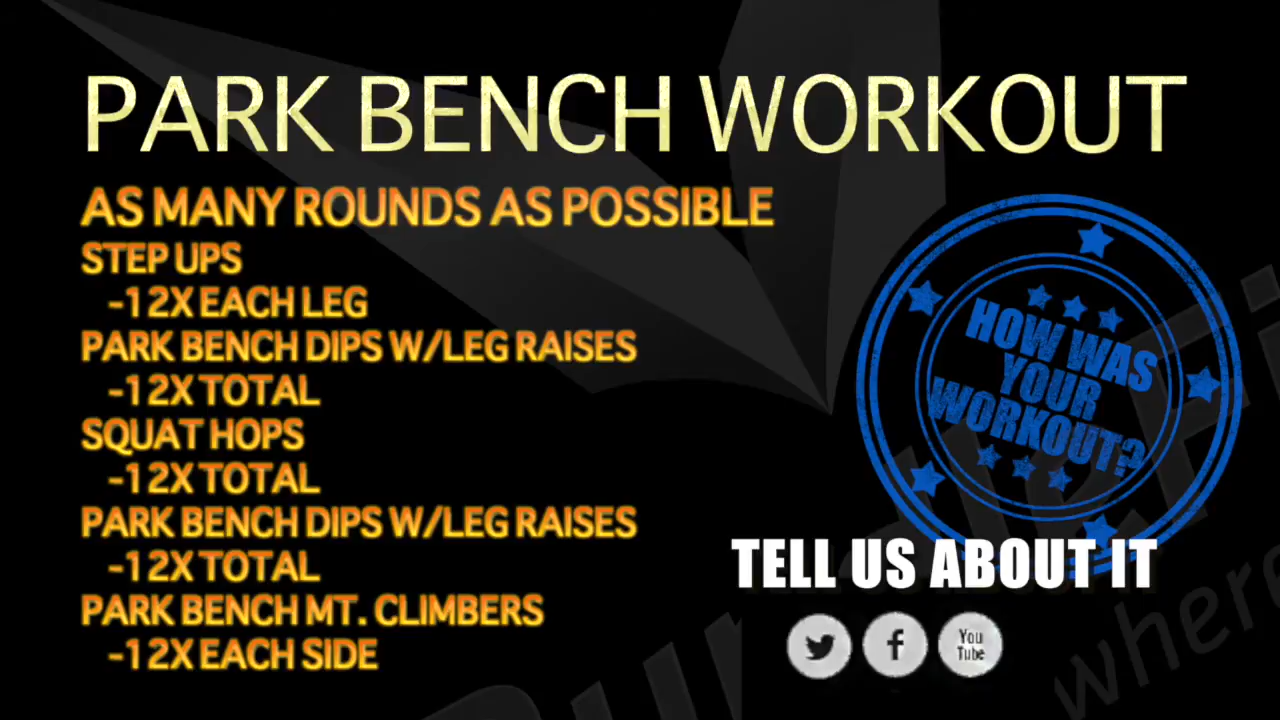 PARK BENCH WORKOUT
AS MANY ROUNDS AS POSSIBLE
STEP UPS
-12X EACH LEG
PARK BENCH DIPS W/LEG RAISES
-12X TOTAL
SQUAT HOPS
-12X TOTAL
PARK BENCH DIPS W/LEG RAISES
-12X TOTAL
PARK BENCH MT. CLIMBERS
-12X EACH SIDE
HOW WAS
YOUR
WORKOUT?
TELL US ABOUT IT
f
You
Tube
where